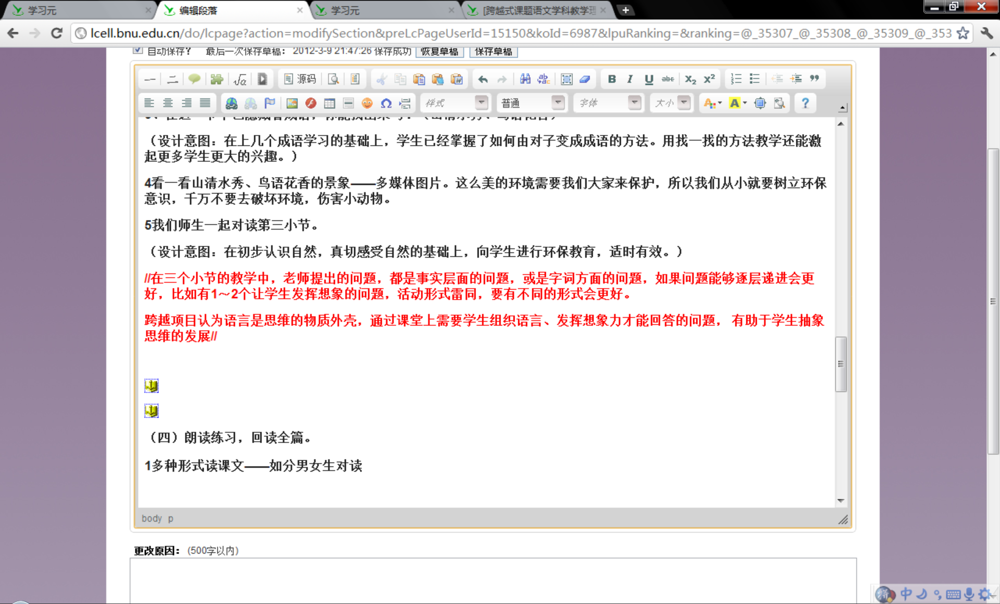 学习元
编辑段落
学习元
[跨越式课题语文学科教学理
lcell.bnu.edu.cn/do/lcpage?action=modifySection&preLcPageUserId=15150&koId=6987&lpuRanking=&ranking=@_35307_@_35308_@_35309_@_353
自动保存? 最后一次保存草稿: 2012-3-9 21:47:26 保存成功 恢复草稿 保存草稿
源码
样式 普通 字体 大小
（设计意图：在上几个成语学习的基础上，学生已经掌握了如何由对子变成成语的方法。用找一找的方法教学还能激
起更多学生更大的兴趣。）
4看一看山清水秀、鸟语花香的景象——多媒体图片。这么美的环境需要我们大家来保护，所以我们从小就要树立环保
意识，千万不要去破坏环境，伤害小动物。
5我们师生一起对读第三小节。
（设计意图：在初步认识自然，真切感受自然的基础上，向学生进行环保教育，适时有效。）
//在三个小节的教学中，老师提出的问题，都是事实层面的问题，或是字词方面的问题，如果问题能够逐层递进会更
好，比如有1～2个让学生发挥想象的问题，活动形式雷同，要有不同的形式会更好。
跨越项目认为语言是思维的物质外壳，通过课堂上需要学生组织语言、发挥想象力才能回答的问题， 有助于学生抽象
思维的发展//
（四）朗读练习，回读全篇。
1多种形式读课文——如分男女生对读
body p
更改原因： (500字以内)
中